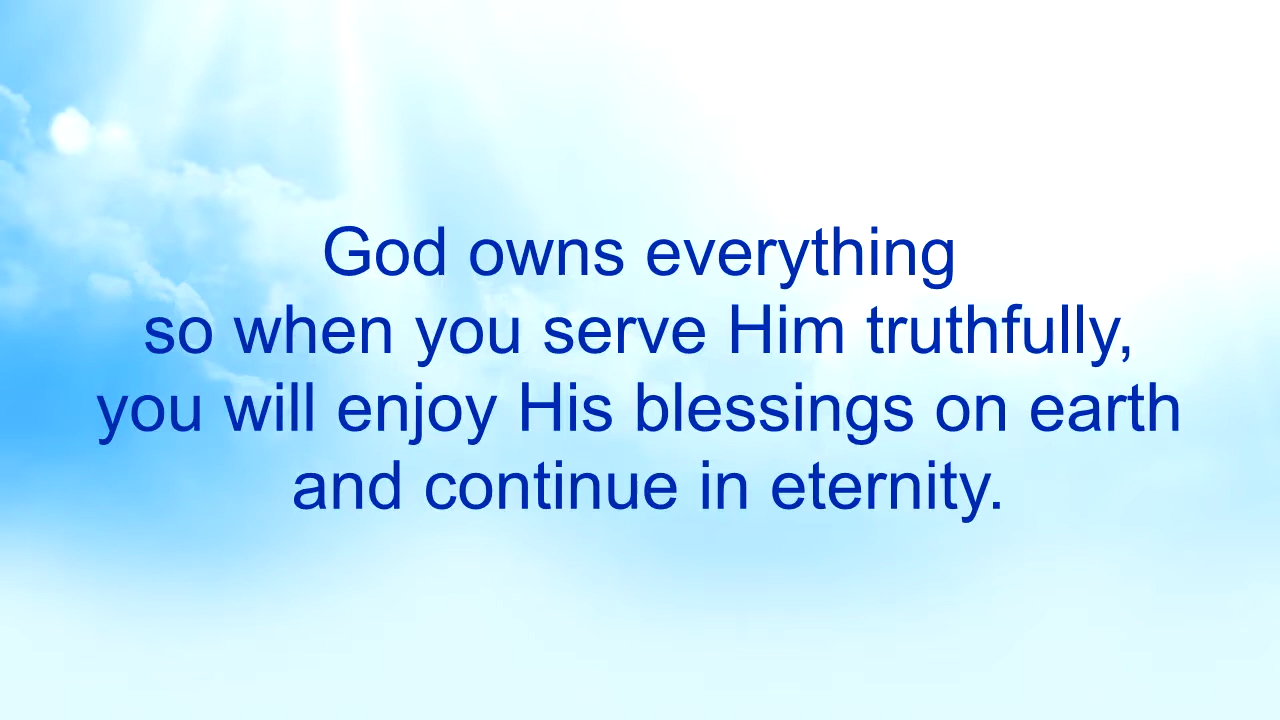 God owns everything
so when you serve Him truthfully,
you will enjoy His blessings on earth
and continue in eternity.